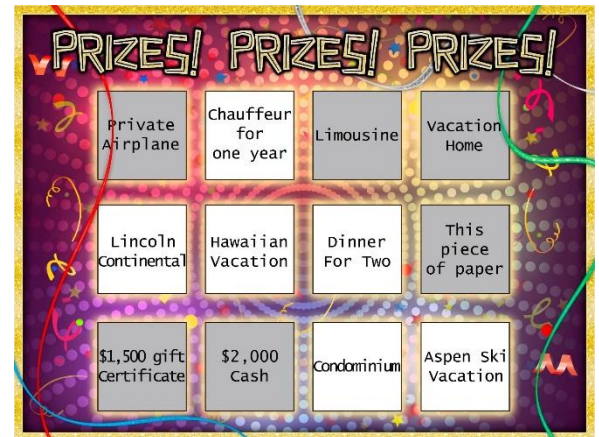 PRIZES! PRIZES! PRIZES!
Private
Airplane
Chauffeur
for
one year
Limousine
Vacation
Home
Lincoln
Continental
Hawaiian
Vacation
Dinner
For Two
This
piece
of paper
$1,500 gift
Certificate
$2,000
Cash
Condominium
Aspen Ski
Vacation